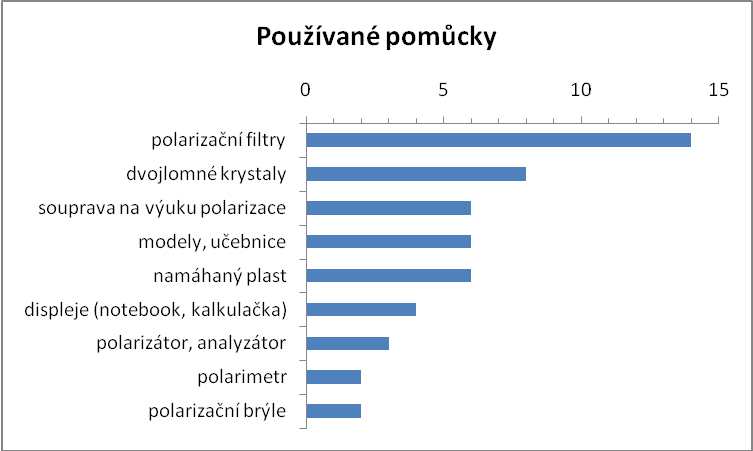 Používané pomůcky
0 5 10 15
polarizační filtry
dvojlomné krystaly
souprava na výuku polarizace
modely, učebnice
namáhaný plast
displeje (notebook, kalkulačka)
polarizátor, analyzátor
polarimetr
polarizační brýle